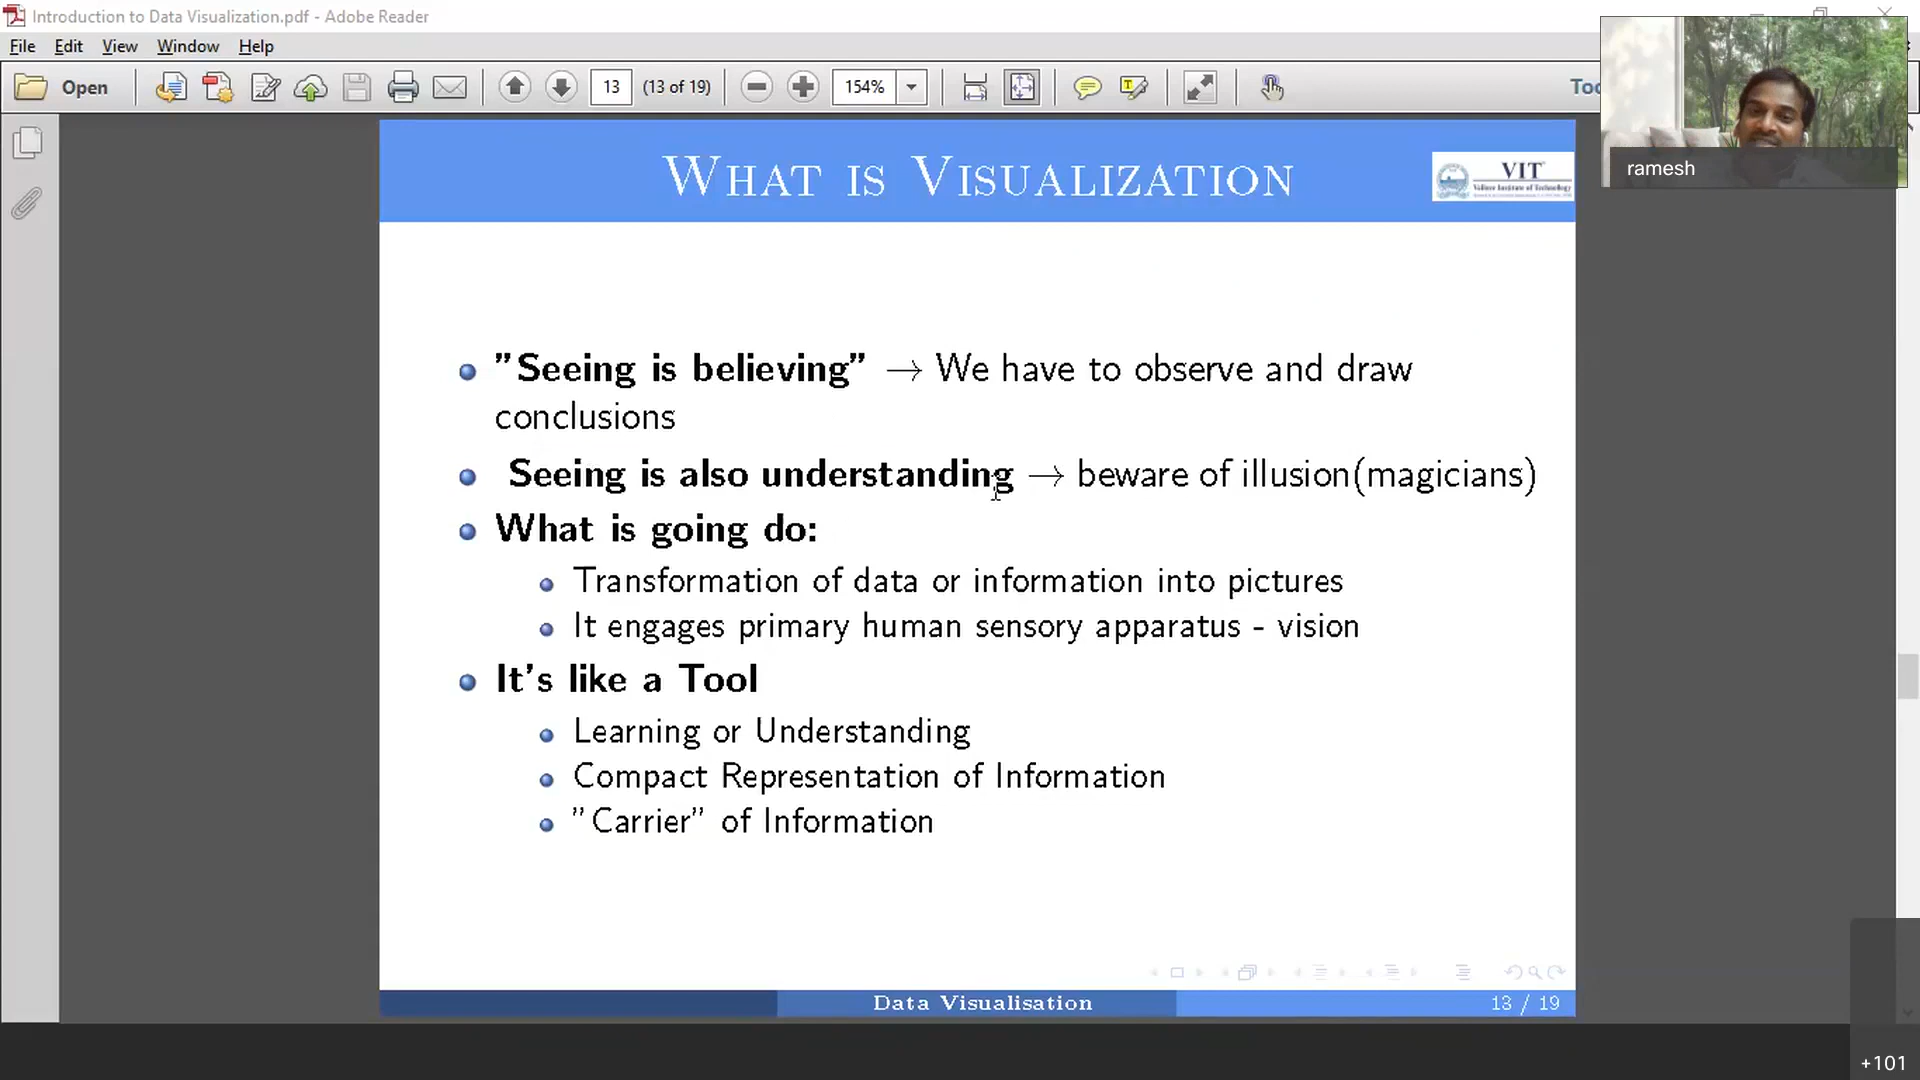 Introduction to Data Visualization.pdf - Adobe Reader
File Edit View Window Help
Open 13 (13 of 19) 154% Too
ramesh
What is Visualization
VIT
Vellore Institute of Technology
"Seeing is believing" → We have to observe and draw
conclusions
Seeing is also understanding → beware of illusion(magicians)
What is going do:
Transformation of data or information into pictures
It engages primary human sensory apparatus - vision
It's like a Tool
Learning or Understanding
Compact Representation of Information
"Carrier" of Information
Data Visualisation 13 / 19
+101